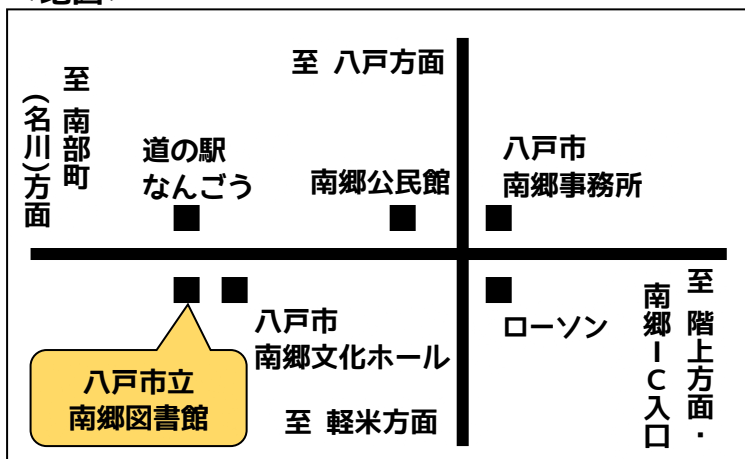 至 八戸方面
至 南部町
(名川)方面
道の駅
なんごう
南郷公民館
八戸市
南郷事務所
八戸市
南郷文化ホール
ローソン
至 階上方面・
南郷IC入口
八戸市立
南郷図書館
至 軽米方面